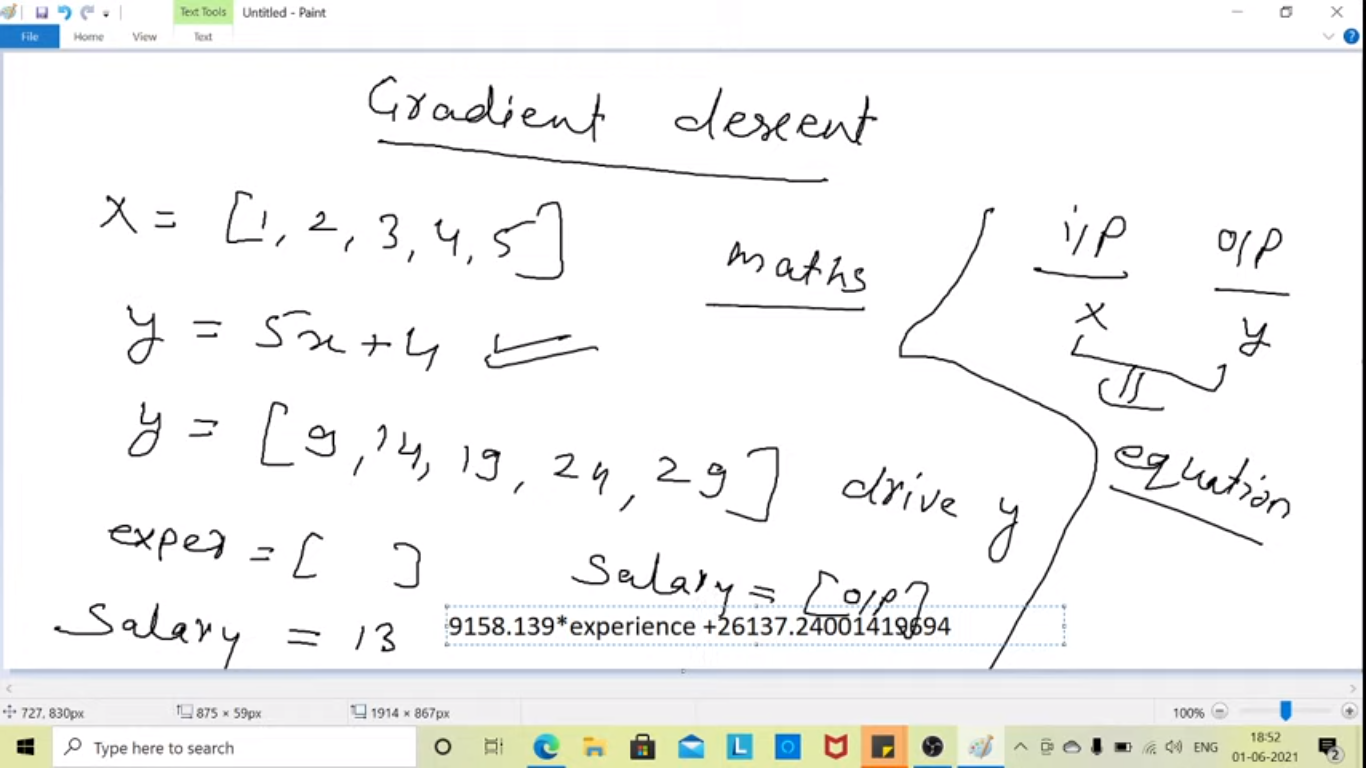 Text Tools Untitled - Paint
File Home View Text
Gradient descent
x = [1, 2, 3, 4, 5]
maths
i/p o/p
x y
y = 5x+4
y = [9, 14, 19, 24, 29] drive y
equation
exper = [ ] Salary = [o/p]
Salary = 13 9158.139*experience +26137.24001419694
727, 830px 875 × 59px 1914 × 867px 100%
Type here to search
L
ENG
18:52
01-06-2021
2